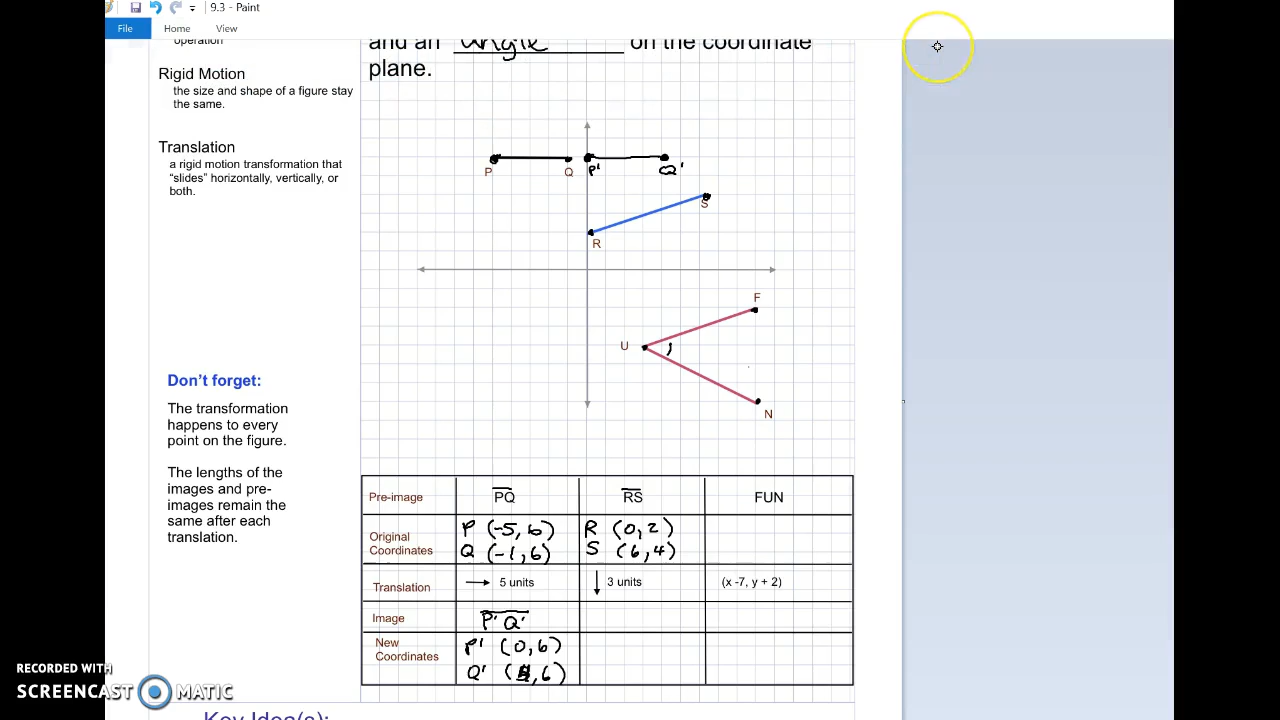 9.3 - Paint
File Home View
operation
and an angle on the coordinate
plane.
Rigid Motion
the size and shape of a figure stay
the same.
Translation
a rigid motion transformation that
“slides” horizontally, vertically, or
both.
P Q P' Q'
S
R
F
U
N
Don’t forget:
The transformation
happens to every
point on the figure.
The lengths of the
images and pre-
images remain the
same after each
translation.
Pre-image PQ RS FUN
Original
Coordinates
P (-5, 6) R (0, 2)
Q (-1, 6) S (6, 4)
Translation → 5 units ↓ 3 units (x -7, y + 2)
Image P' Q'
New
Coordinates
P' (0, 6)
Q' (4, 6)
RECORDED WITH
SCREENCAST MATIC
Key Idea(s):